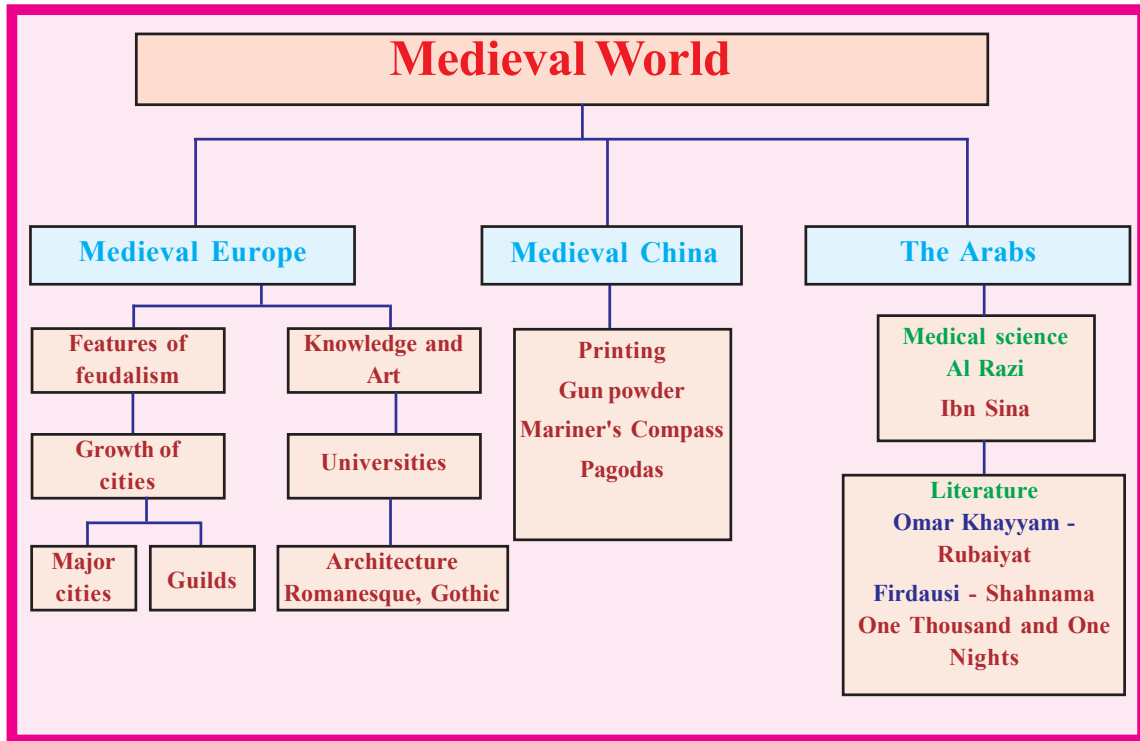 Medieval World
Medieval Europe
Medieval China
The Arabs
Features of
feudalism
Knowledge and
Art
Growth of
cities
Universities
Major
cities
Guilds
Architecture
Romanesque, Gothic
Printing
Gun powder
Mariner's Compass
Pagodas
Medical science
Al Razi
Ibn Sina
Literature
Omar Khayyam -
Rubaiyat
Firdausi - Shahnama
One Thousand and One
Nights